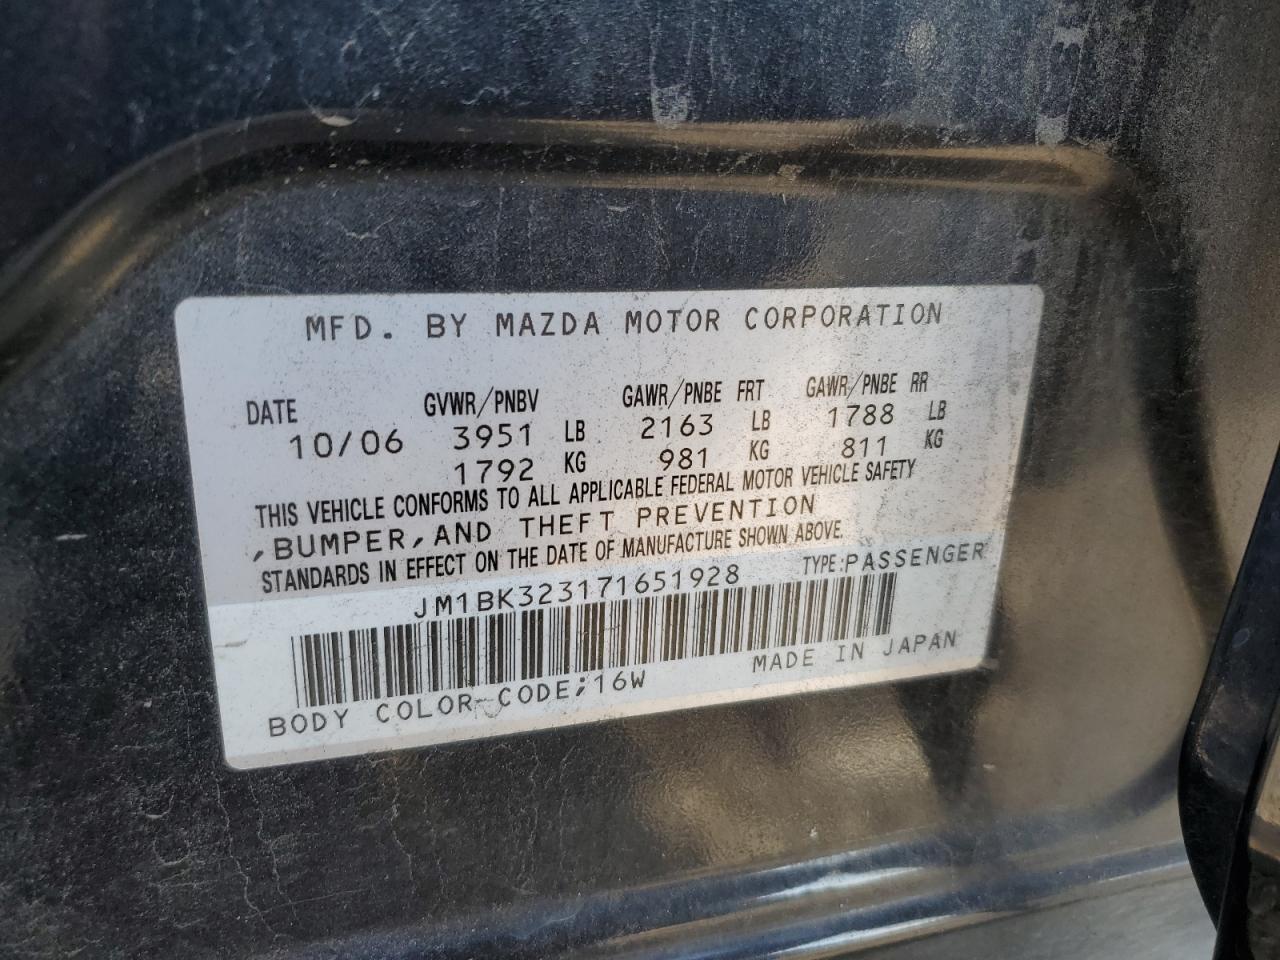 MFD. BY MAZDA MOTOR CORPORATION
DATE GVWR/PNBV GAWR/PNBE FRT GAWR/PNBE RR
10/06 3951 LB 2163 LB 1788 LB
1792 KG 981 KG 811 KG
THIS VEHICLE CONFORMS TO ALL APPLICABLE FEDERAL MOTOR VEHICLE SAFETY
,BUMPER,AND THEFT PREVENTION
STANDARDS IN EFFECT ON THE DATE OF MANUFACTURE SHOWN ABOVE.
JM1BK323171651928 TYPE:PASSENGER
BODY COLOR CODE;16W MADE IN JAPAN